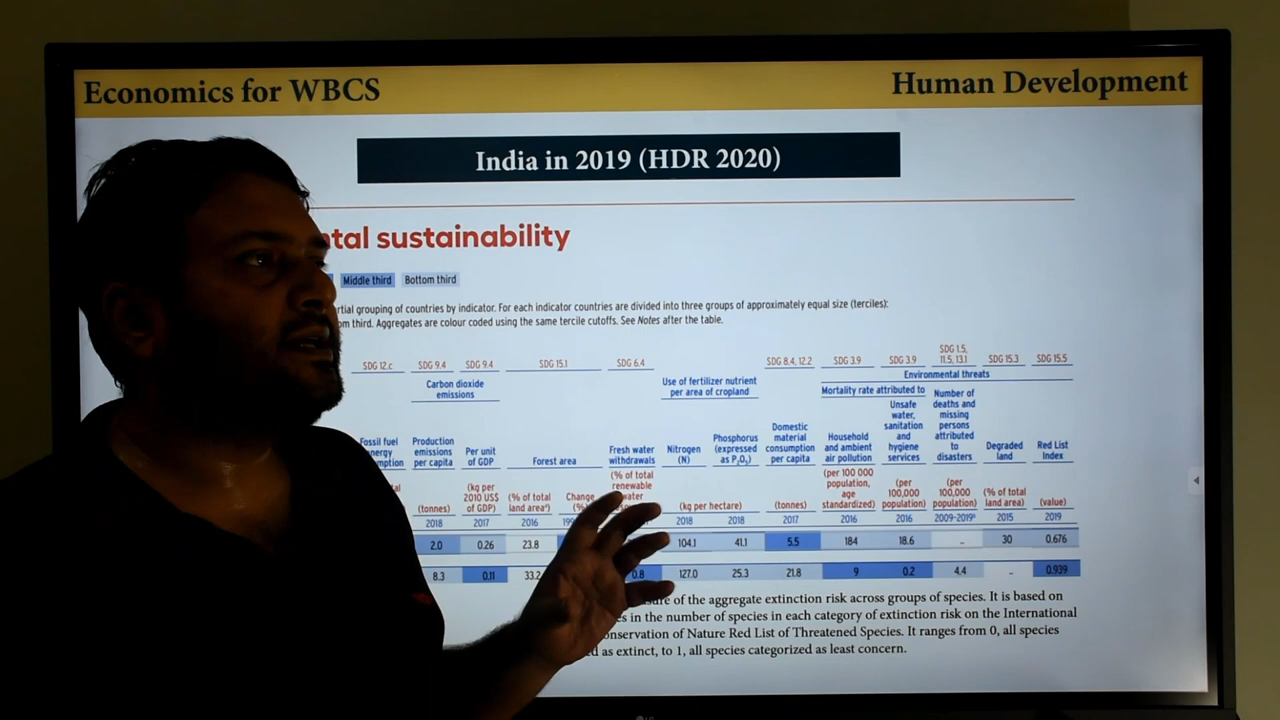 Economics for WBCS
Human Development
India in 2019 (HDR 2020)
ntal sustainability
Middle third
Bottom third
rtial grouping of countries by indicator. For each indicator countries are divided into three groups of approximately equal size (terciles):
om third. Aggregates are colour coded using the same tercile cutoffs. See Notes after the table.
SDG 12.c SDG 9.4 SDG 9.4 SDG 15.1 SDG 6.4 SDG 8.4, 12.2 SDG 3.9 SDG 3.9 SDG 1.5, 11.5, 13.1 SDG 15.3 SDG 15.5
Carbon dioxide
emissions
Use of fertilizer nutrient
per area of cropland
Environmental threats
Mortality rate attributed to
Fossil fuel
nergy
mption
Production
emissions
per capita
Per unit
of GDP
Forest area
Fresh water
withdrawals
Nitrogen
(N)
Phosphorus
(expressed
as P₂O₅)
Domestic
material
consumption
per capita
Household
and ambient
air pollution
Unsafe
water,
sanitation
and
hygiene
services
Number of
deaths and
missing
persons
attributed
to
disasters
Degraded
land
Red List
Index
(tonnes)
(kg per
2010 US$
of GDP)
(% of total
land areaᵃ)
Change
(%)
(% of total
renewable
water
(kg per hectare)
(tonnes)
(per 100 000
population,
age
standardized)
(per
100,000
population)
(per
100,000
population)
(% of total
land area)
(value)
2018 2017 2016 199 2018 2018 2017 2016 2016 2009-2019ᵇ 2015 2019
2.0 0.26 23.8 104.1 41.1 5.5 184 18.6 .. 30 0.676
8.3 0.11 33.2 0.8 127.0 25.3 21.8 9 0.2 4.4 .. 0.939
ure of the aggregate extinction risk across groups of species. It is based on
es in the number of species in each category of extinction risk on the International
onservation of Nature Red List of Threatened Species. It ranges from 0, all species
d as extinct, to 1, all species categorized as least concern.
LG